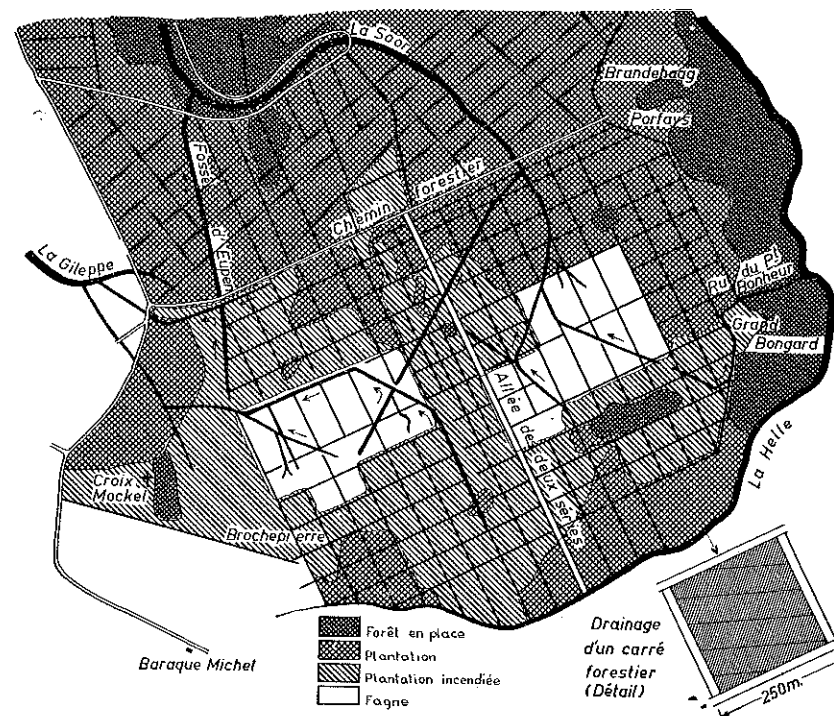 La Soor
Brandehaag
Porfays
Chemin forestier
Fossé d'Eupen
La Gileppe
Ru du Pt Bonheur
Grand Bongard
Allée des deux séries
La Helle
Croix Mockel
Brochepierre
Baraque Michel
Forêt en place
Plantation
Plantation incendiée
Fagne
Drainage
d'un carré
forestier
(Détail)
250m.